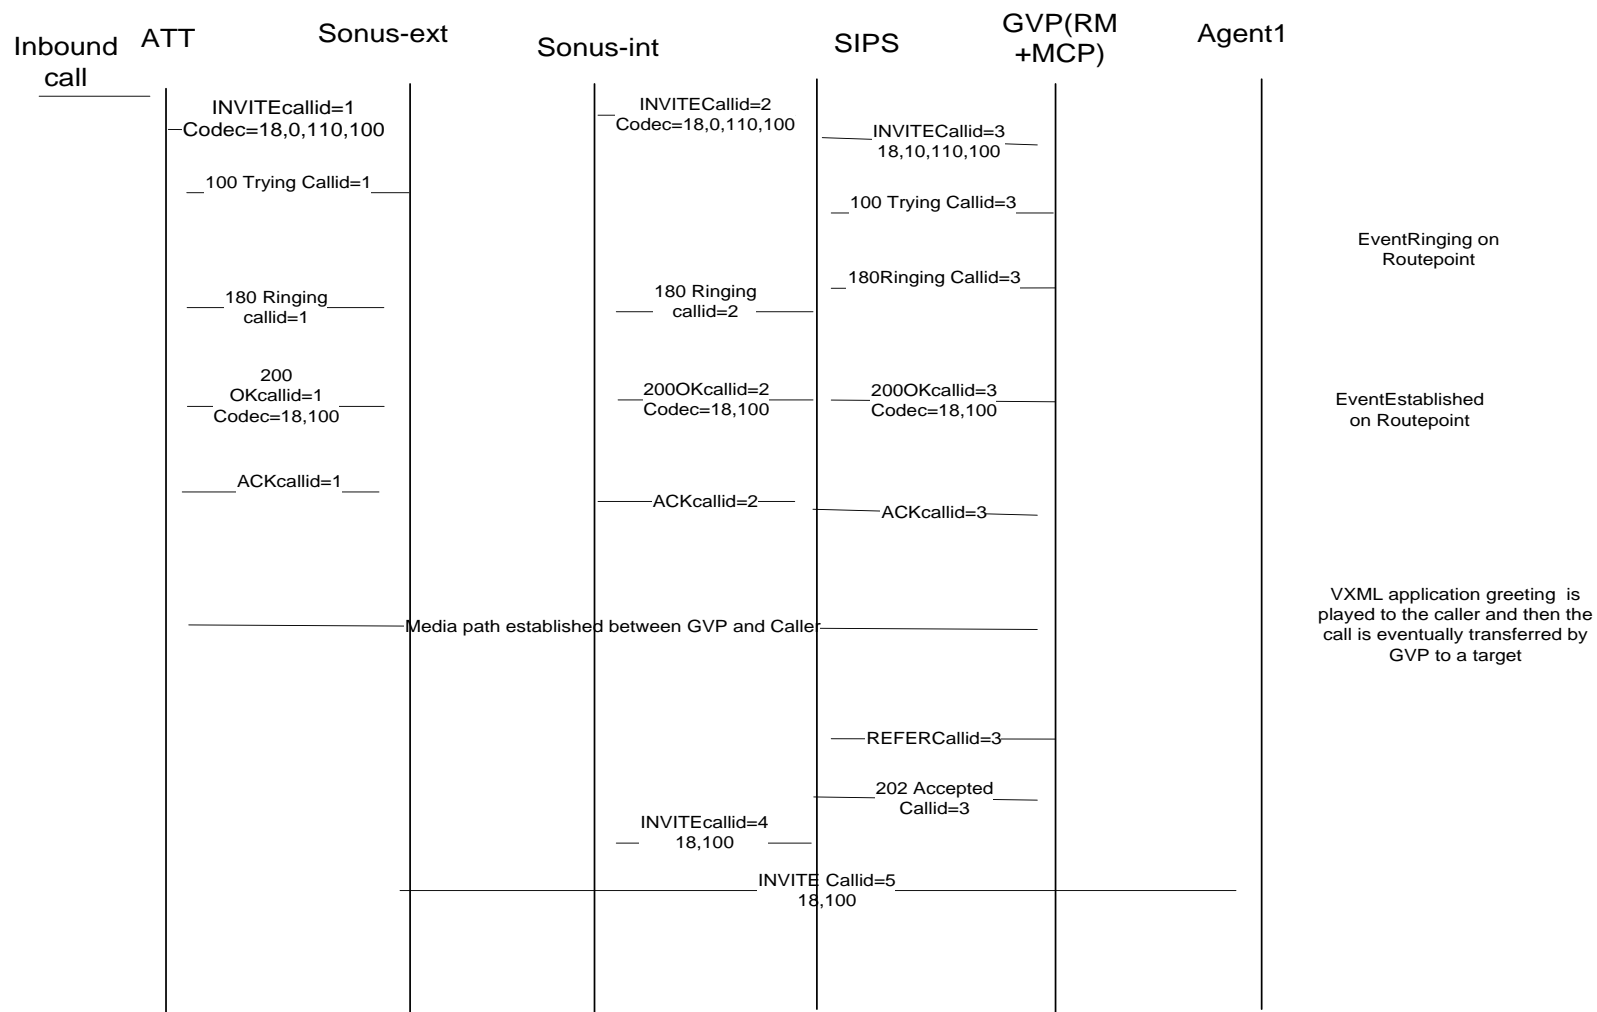 Inbound
call
ATT
Sonus-ext
Sonus-int
SIPS
GVP(RM
+MCP)
Agent1
INVITEcallid=1
Codec=18,0,110,100
INVITECallid=2
Codec=18,0,110,100
INVITECallid=3
18,10,110,100
100 Trying Callid=1
100 Trying Callid=3
EventRinging on
Routepoint
180 Ringing
callid=1
180 Ringing
callid=2
180Ringing Callid=3
200
OKcallid=1
Codec=18,100
200OKcallid=2
Codec=18,100
200OKcallid=3
Codec=18,100
EventEstablished
on Routepoint
ACKcallid=1
ACKcallid=2
ACKcallid=3
Media path established between GVP and Caller
VXML application greeting is
played to the caller and then the
call is eventually transferred by
GVP to a target
REFERCallid=3
202 Accepted
Callid=3
INVITEcallid=4
18,100
INVITE Callid=5
18,100